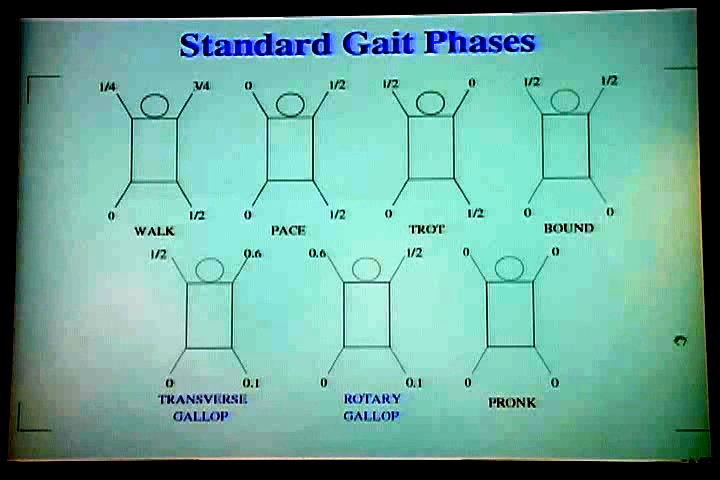 Standard Gait Phases
1/4 3/4 0 1/2 1/2 0 1/2 1/2
0 1/2 0 1/2 0 1/2 0 0
WALK PACE TROT BOUND
1/2 0.6 0.6 1/2 0 0
0 0.1 0 0.1 0 0
TRANSVERSE GALLOP
ROTARY GALLOP
PRONK